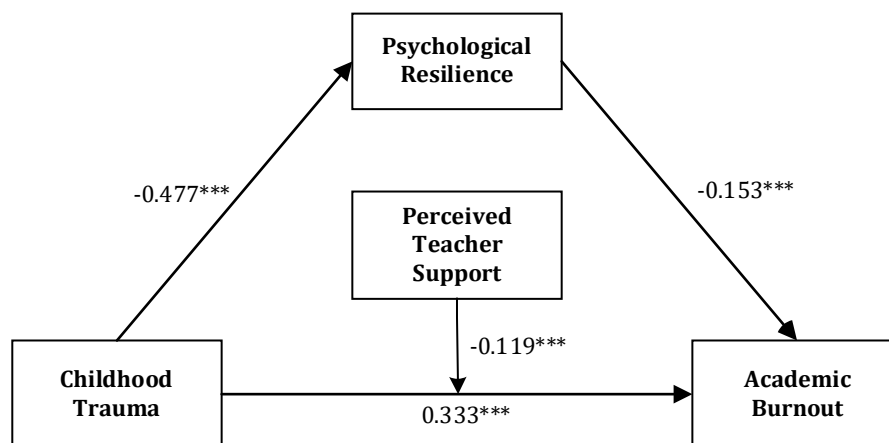 Psychological
Resilience
-0.477***
-0.153***
Perceived
Teacher
Support
-0.119***
Childhood
Trauma
0.333***
Academic
Burnout